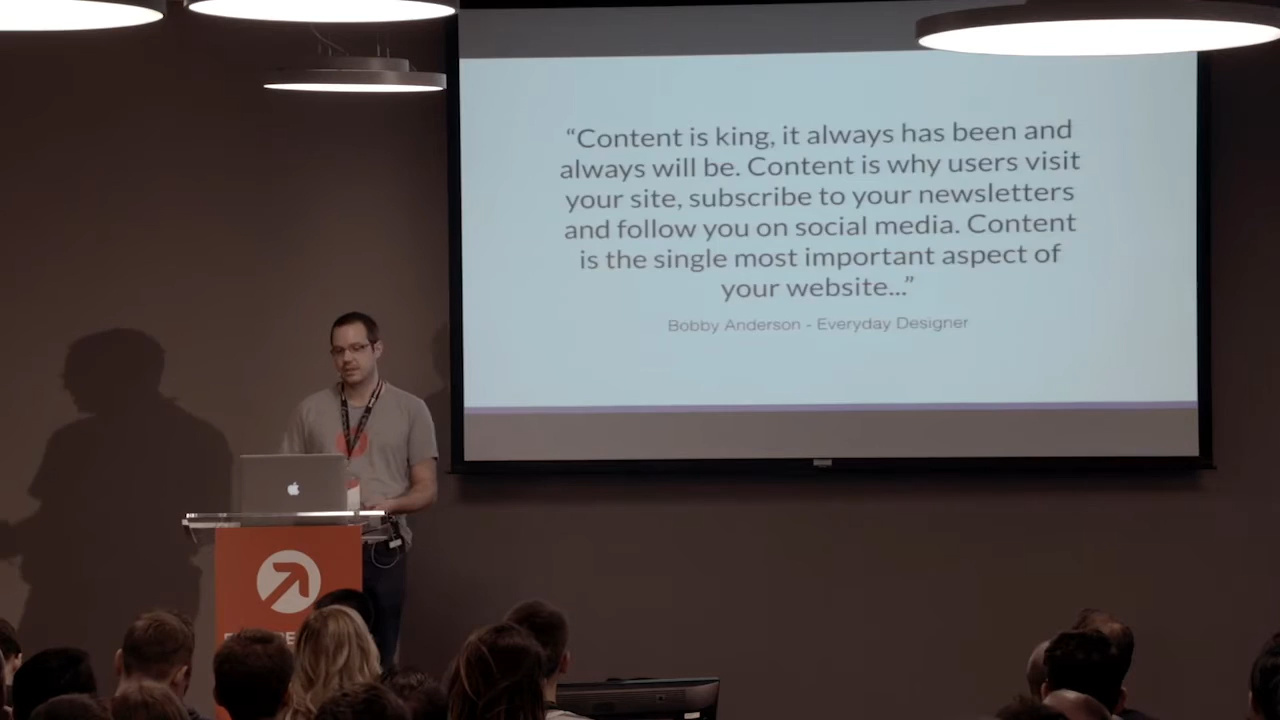 “Content is king, it always has been and
always will be. Content is why users visit
your site, subscribe to your newsletters
and follow you on social media. Content
is the single most important aspect of
your website...”
Bobby Anderson - Everyday Designer